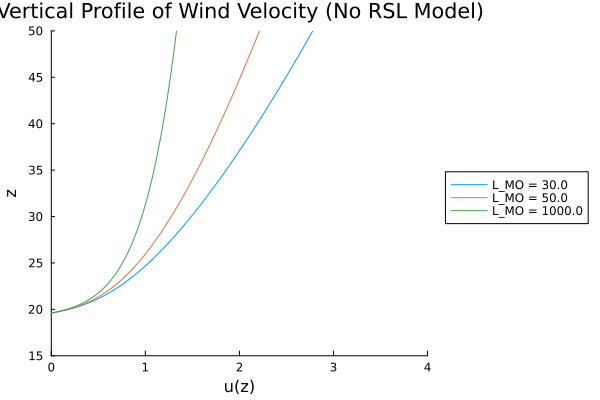 Vertical Profile of Wind Velocity (No RSL Model)
50
45
40
35
30
25
20
15
0 1 2 3 4
z
u(z)
L_MO = 30.0
L_MO = 50.0
L_MO = 1000.0